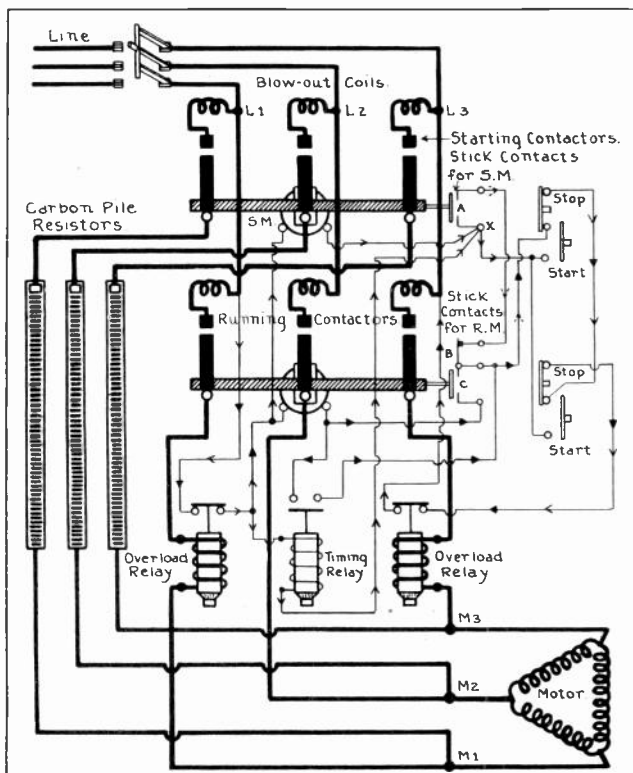 Line
Blow-out Coils.
L1
L2
L3
Starting Contactors.
Stick Contacts
for S.M.
Carbon Pile
Resistors
S.M.
A
X
Stop
Start
Running Contactors
Stick
Contacts
for R.M.
B
C
Stop
Start
Overload
Relay
Timing
Relay
Overload
Relay
M3
M2
Motor
M1